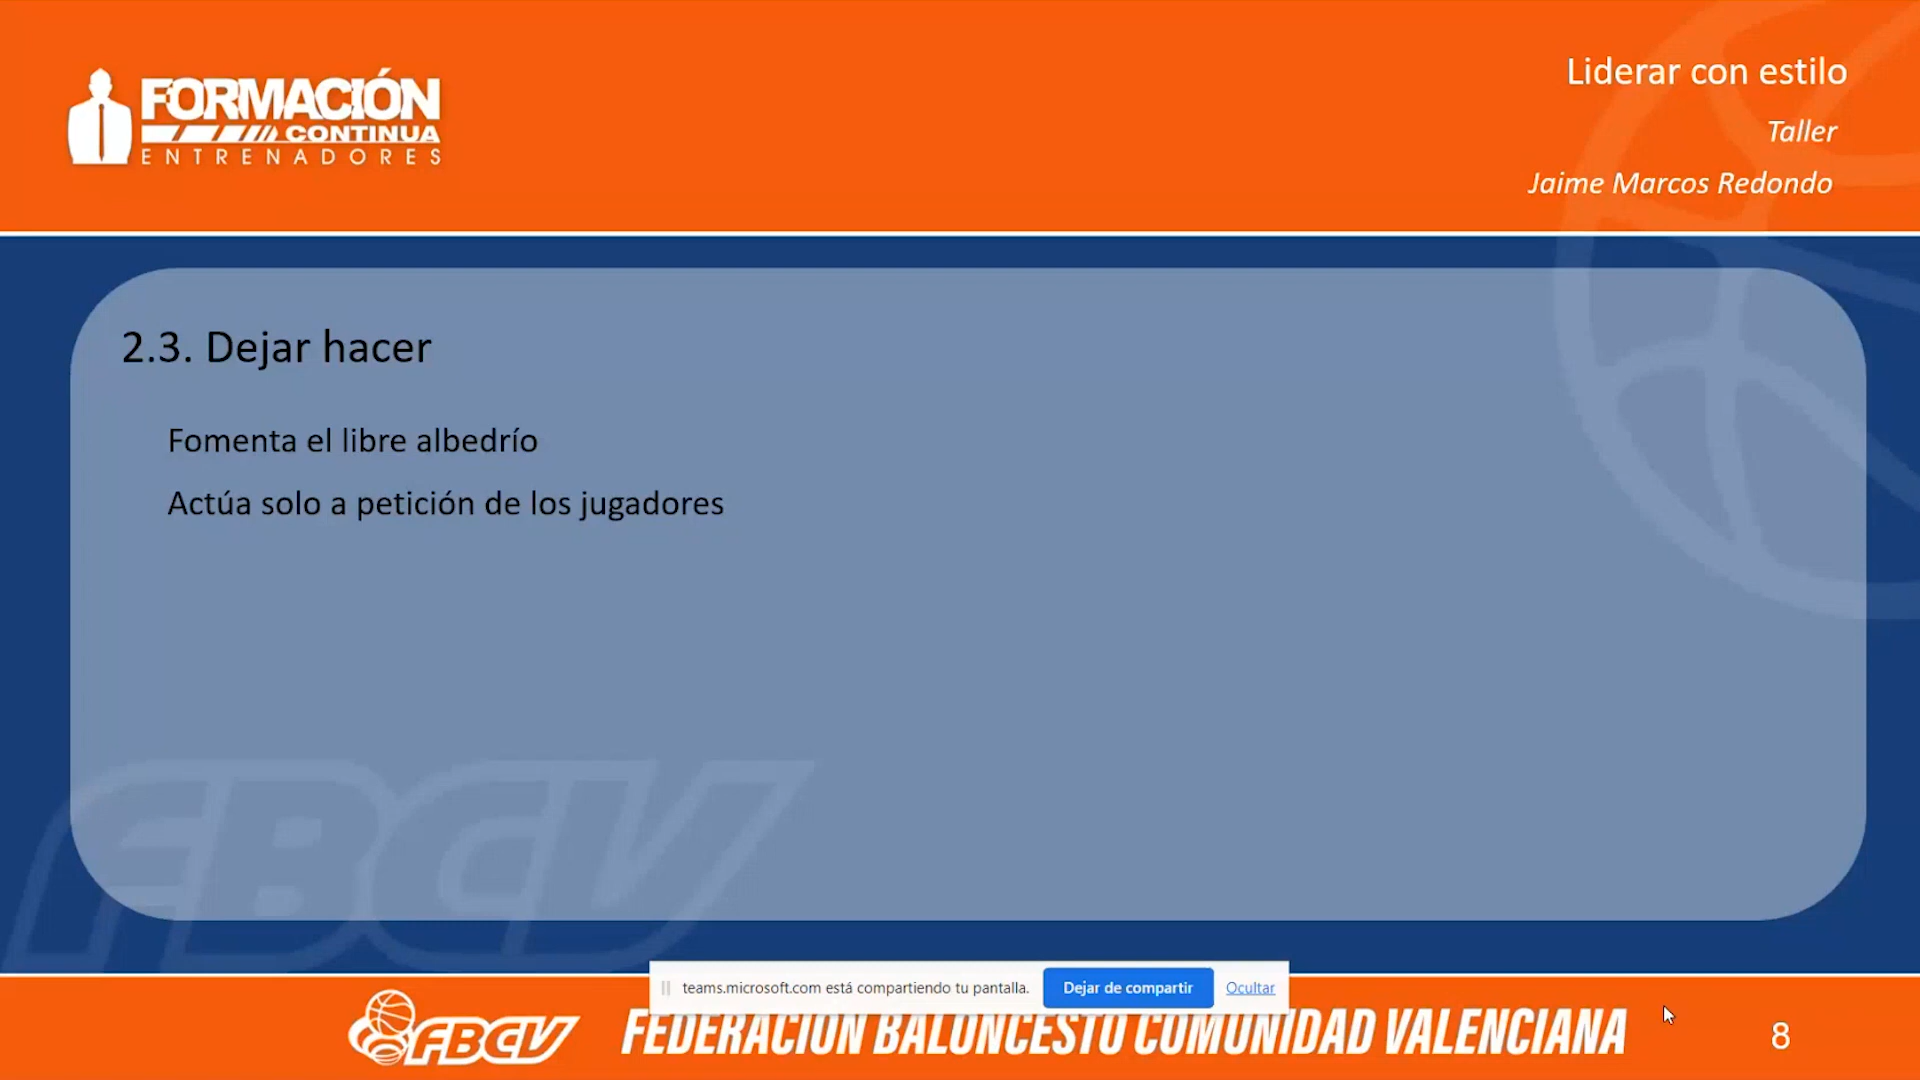 FORMACIÓN
CONTINUA
ENTRENADORES
Liderar con estilo
Taller
Jaime Marcos Redondo
2.3. Dejar hacer
Fomenta el libre albedrío
Actúa solo a petición de los jugadores
FBCV
teams.microsoft.com está compartiendo tu pantalla.
Dejar de compartir
Ocultar
FBCV
FEDERACIÓN BALONCESTO COMUNIDAD VALENCIANA
8